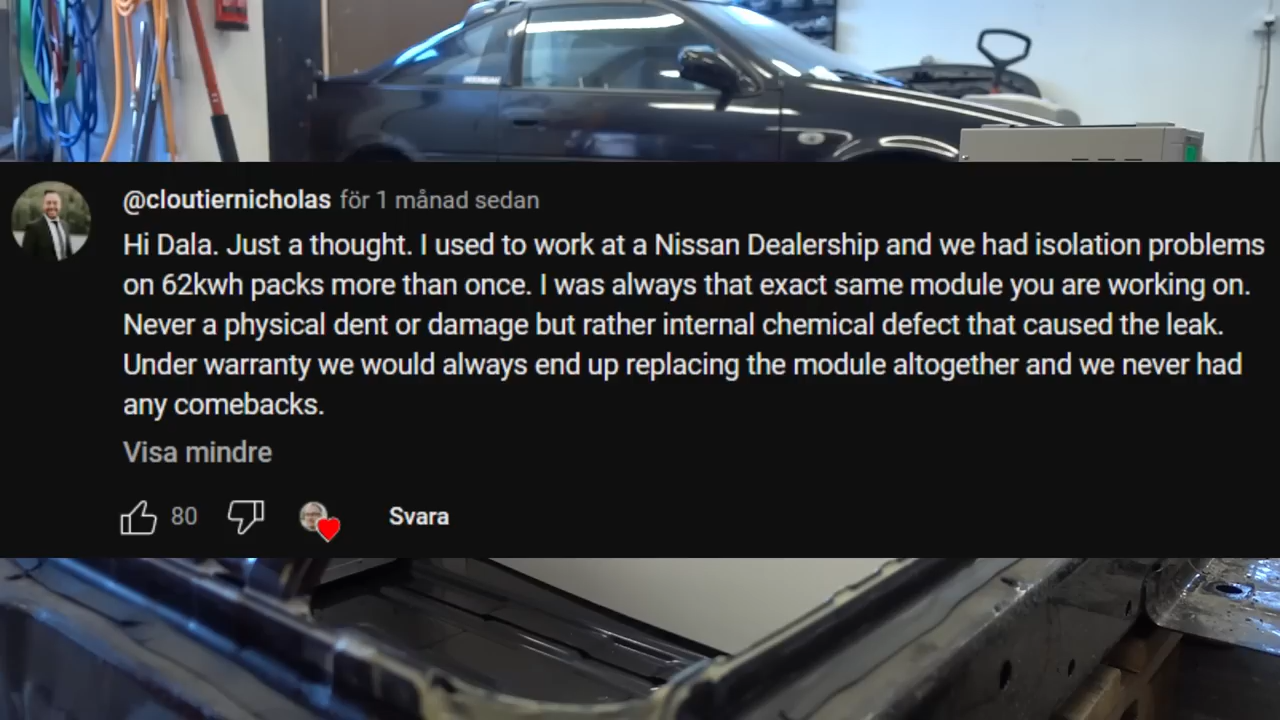 @cloutiernicholas för 1 månad sedan
Hi Dala. Just a thought. I used to work at a Nissan Dealership and we had isolation problems
on 62kwh packs more than once. I was always that exact same module you are working on.
Never a physical dent or damage but rather internal chemical defect that caused the leak.
Under warranty we would always end up replacing the module altogether and we never had
any comebacks.
Visa mindre
80
Svara